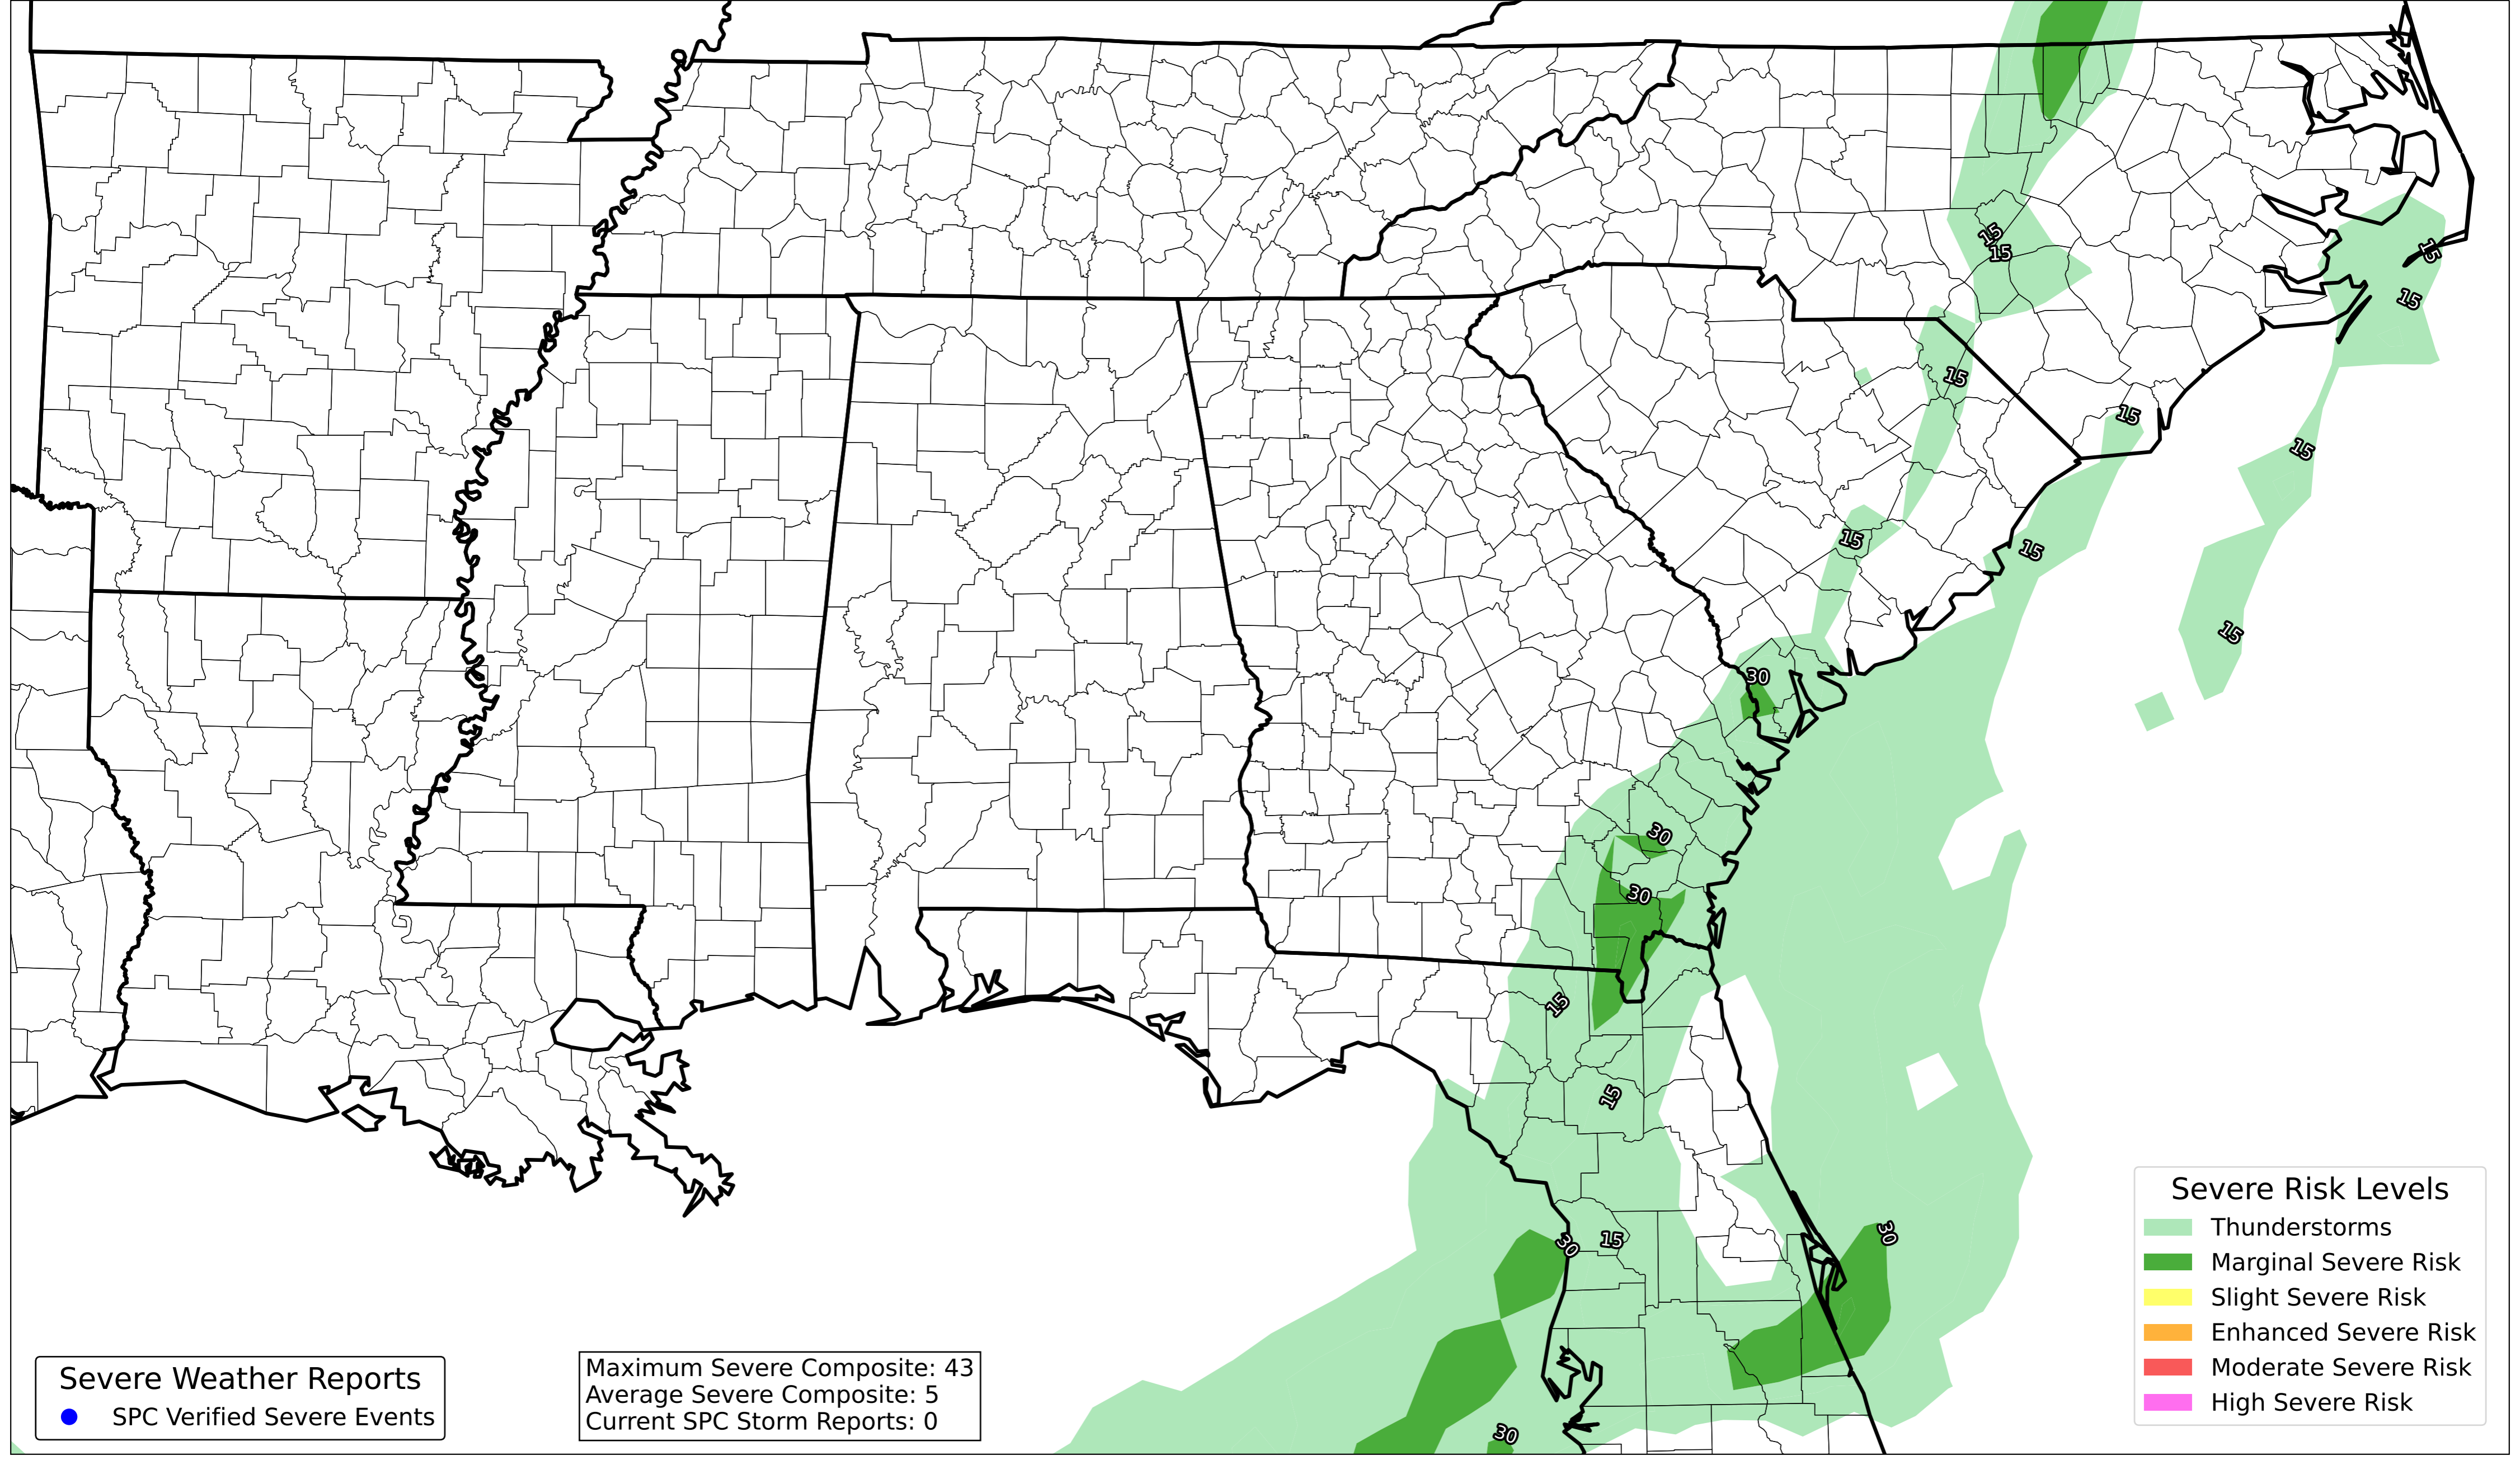 15
15
15
15
15
15
15
15
15
15
30
30
30
15
15
30
15
30
30
Severe Risk Levels
Thunderstorms
Marginal Severe Risk
Slight Severe Risk
Enhanced Severe Risk
Moderate Severe Risk
High Severe Risk
Severe Weather Reports
SPC Verified Severe Events
Maximum Severe Composite: 43
Average Severe Composite: 5
Current SPC Storm Reports: 0